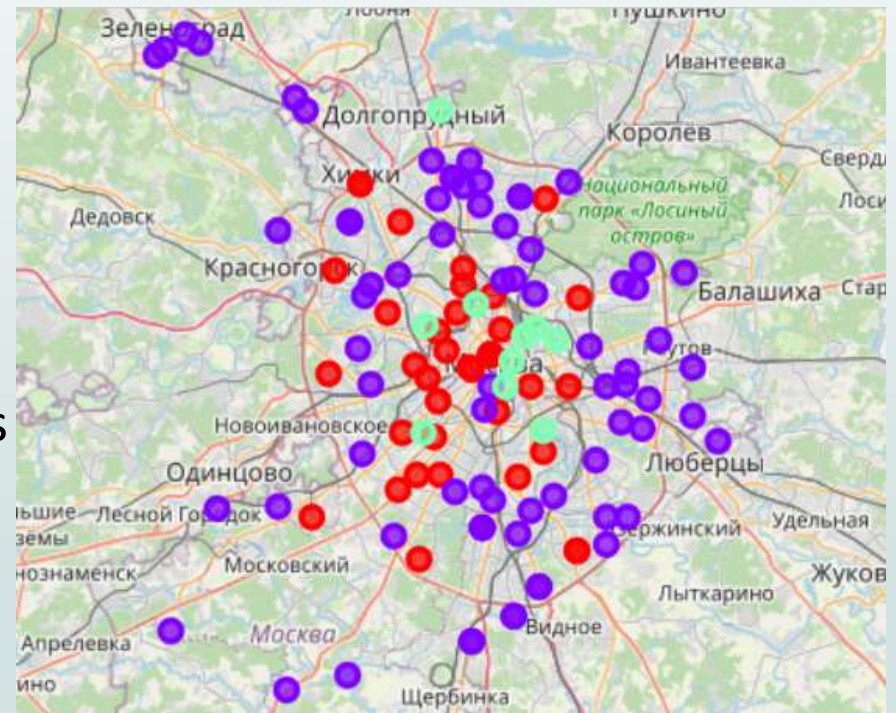 Лобня
Пушкино
Зеленоград
Ивантеевка
Долгопрудный
Королёв
Химки
Национальный
парк «Лосиный
остров»
Дедовск
Красногорск
Балашиха
Москва
Реутов
Новоивановское
s
Одинцово
Люберцы
Лесной Городок
Дзержинский
Удельная
Московский
Лыткарино
Апрелевка
Москва
Видное
Щербинка